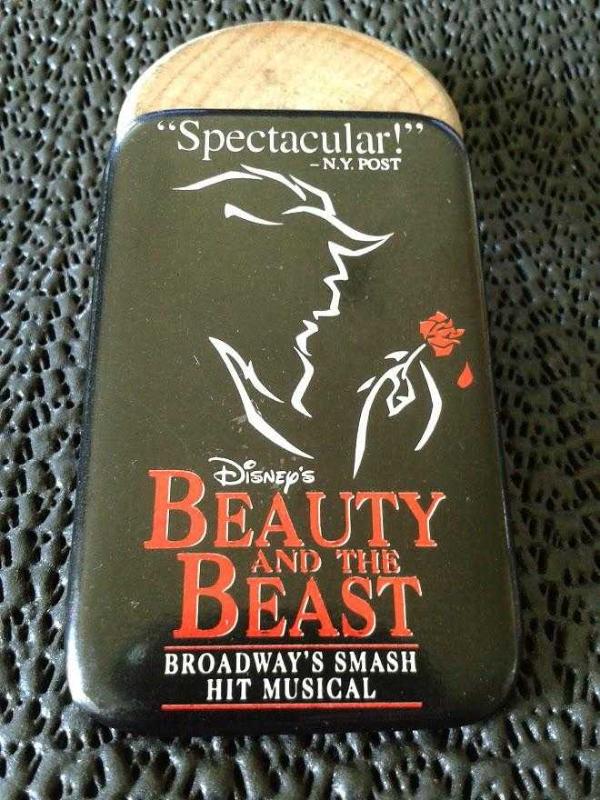 “Spectacular!”
– N.Y. POST
DISNEY'S
BEAUTY
AND THE
BEAST
BROADWAY'S SMASH
HIT MUSICAL